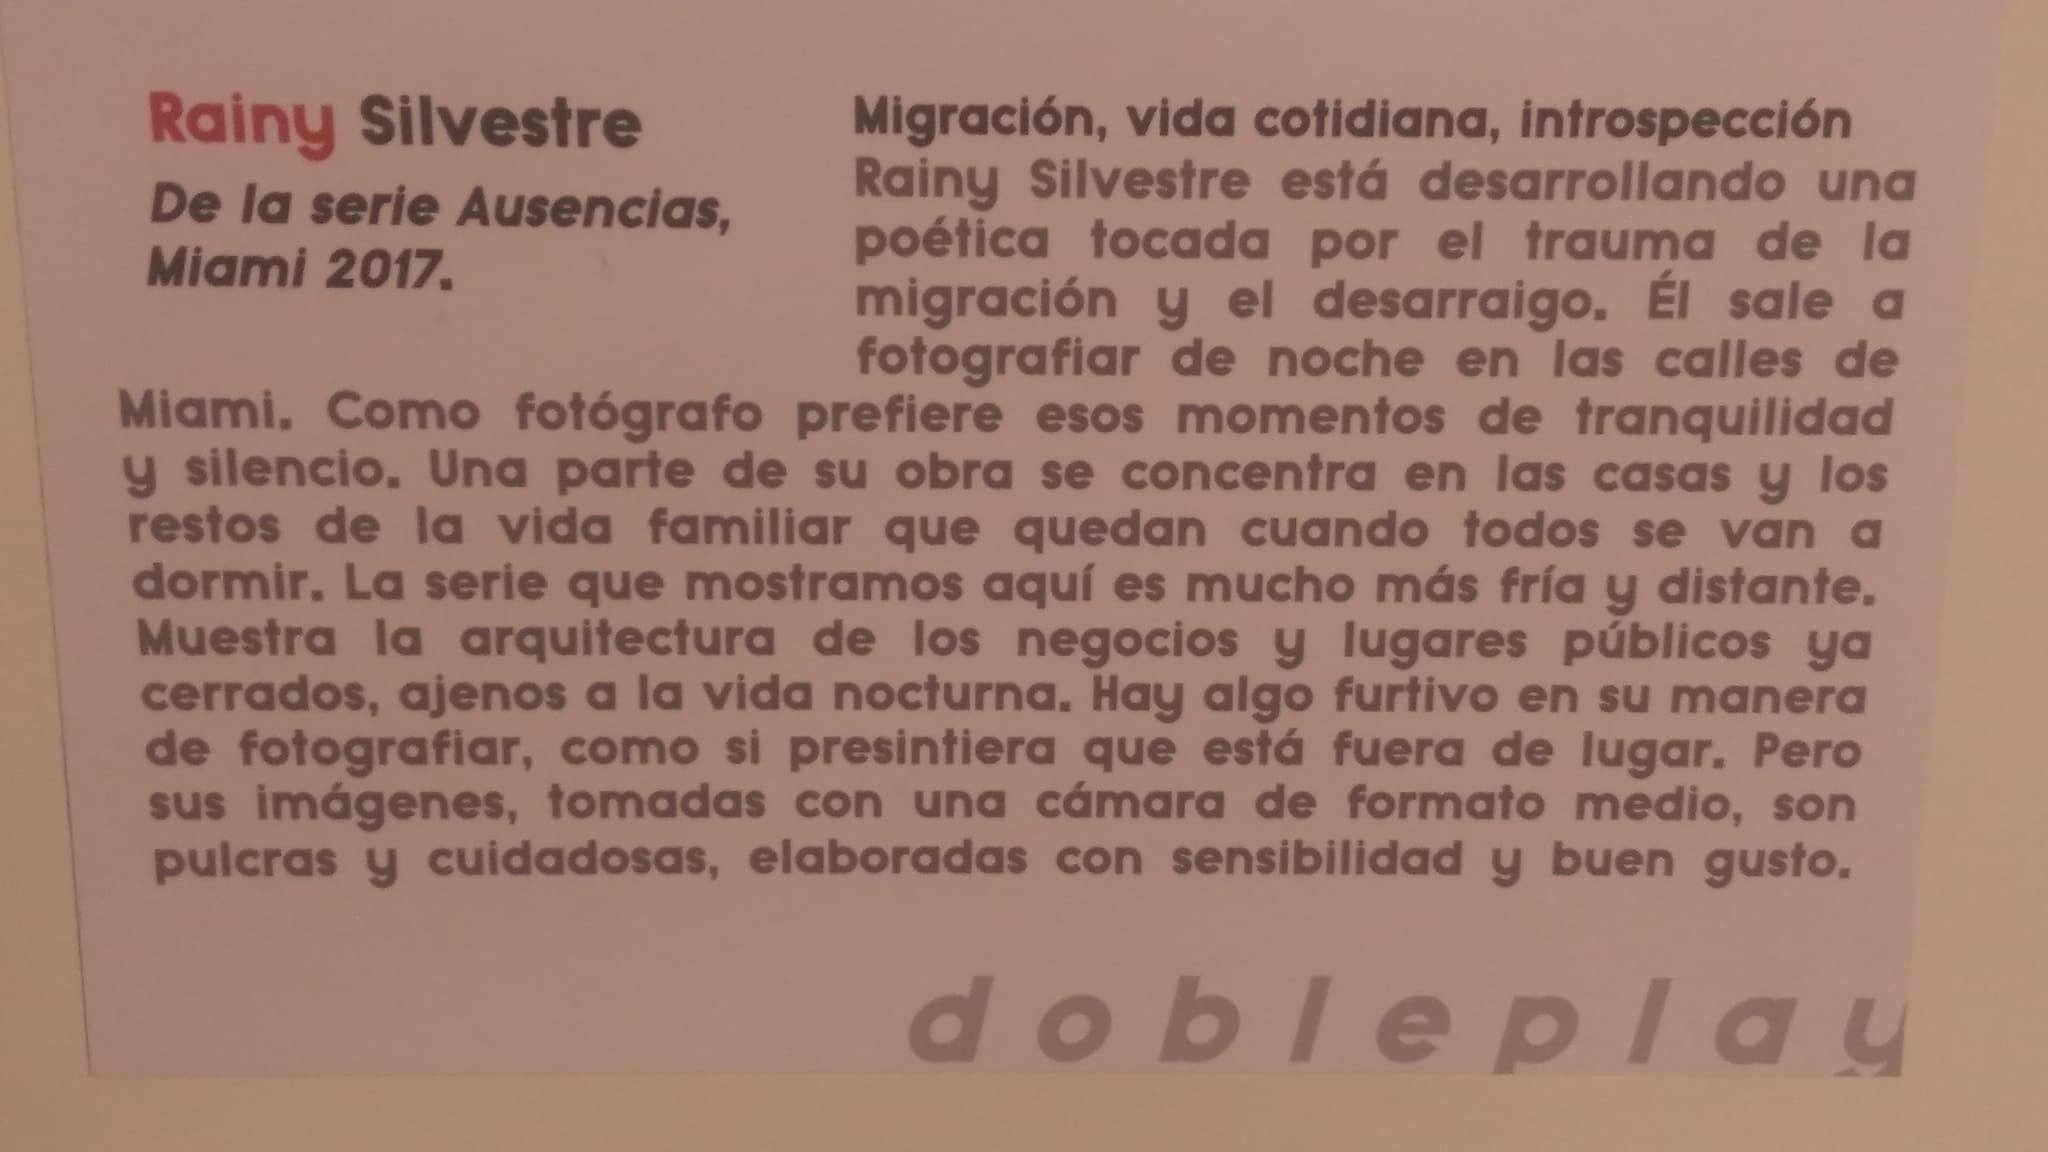 Rainy Silvestre
De la serie Ausencias,
Miami 2017.
Migración, vida cotidiana, introspección
Rainy Silvestre está desarrollando una
poética tocada por el trauma de la
migración y el desarraigo. Él sale a
fotografiar de noche en las calles de
Miami. Como fotógrafo prefiere esos momentos de tranquilidad
y silencio. Una parte de su obra se concentra en las casas y los
restos de la vida familiar que quedan cuando todos se van a
dormir. La serie que mostramos aquí es mucho más fría y distante.
Muestra la arquitectura de los negocios y lugares públicos ya
cerrados, ajenos a la vida nocturna. Hay algo furtivo en su manera
de fotografiar, como si presintiera que está fuera de lugar. Pero
sus imágenes, tomadas con una cámara de formato medio, son
pulcras y cuidadosas, elaboradas con sensibilidad y buen gusto.
dobleplay